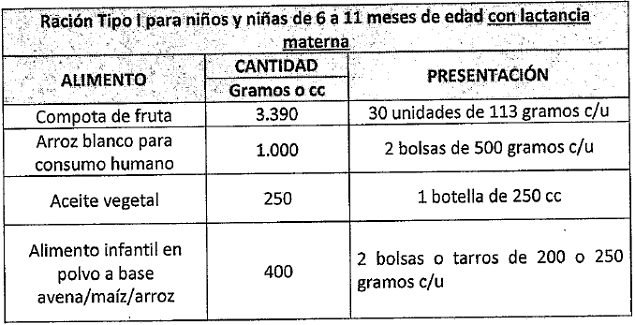 Ración Tipo I para niños y niñas de 6 a 11 meses de edad con lactancia
materna
ALIMENTO
CANTIDAD
Gramos o cc
PRESENTACIÓN
Compota de fruta
3.390
30 unidades de 113 gramos c/u
Arroz blanco para
consumo humano
1.000
2 bolsas de 500 gramos c/u
Aceite vegetal
250
1 botella de 250 cc
Alimento infantil en
polvo a base
avena/maíz/arroz
400
2 bolsas o tarros de 200 o 250
gramos c/u